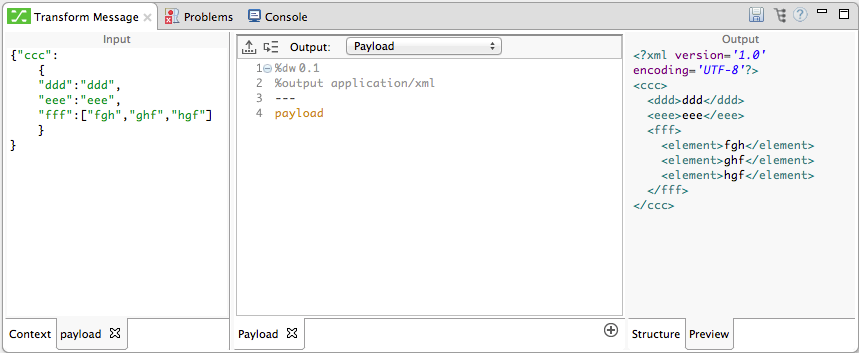 Transform Message Problems Console
Input
{"ccc":
{
"ddd":"ddd",
"eee":"eee",
"fff":["fgh","ghf","hgf"]
}
}
Context payload
Output: Payload
1 %dw 0.1
2 %output application/xml
3 ---
4 payload
Payload
Output
<?xml version='1.0'
encoding='UTF-8'?>
<ccc>
<ddd>ddd</ddd>
<eee>eee</eee>
<fff>
<element>fgh</element>
<element>ghf</element>
<element>hgf</element>
</fff>
</ccc>
Structure Preview